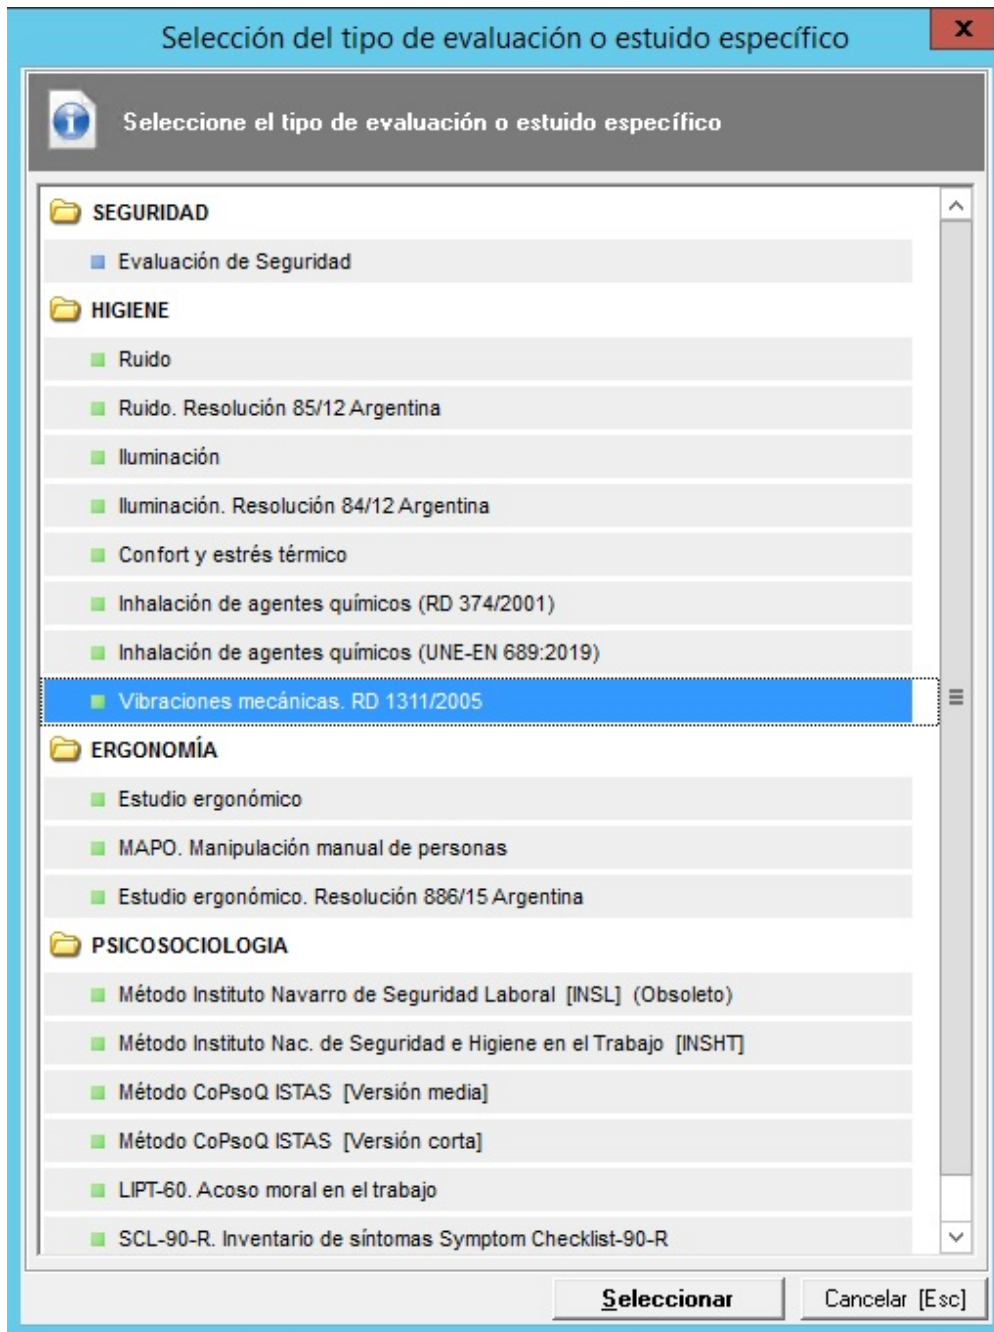 Selección del tipo de evaluación o estuido específico
X
Seleccione el tipo de evaluación o estuido específico
SEGURIDAD
Evaluación de Seguridad
HIGIENE
Ruido
Ruido. Resolución 85/12 Argentina
Iluminación
Iluminación. Resolución 84/12 Argentina
Confort y estrés térmico
Inhalación de agentes químicos (RD 374/2001)
Inhalación de agentes químicos (UNE-EN 689:2019)
Vibraciones mecánicas. RD 1311/2005
ERGONOMÍA
Estudio ergonómico
MAPO. Manipulación manual de personas
Estudio ergonómico. Resolución 886/15 Argentina
PSICOSOCIOLOGIA
Método Instituto Navarro de Seguridad Laboral [INSL] (Obsoleto)
Método Instituto Nac. de Seguridad e Higiene en el Trabajo [INSHT]
Método CoPsoQ ISTAS [Versión media]
Método CoPsoQ ISTAS [Versión corta]
LIPT-60. Acoso moral en el trabajo
SCL-90-R. Inventario de síntomas Symptom Checklist-90-R
Seleccionar
Cancelar [Esc]